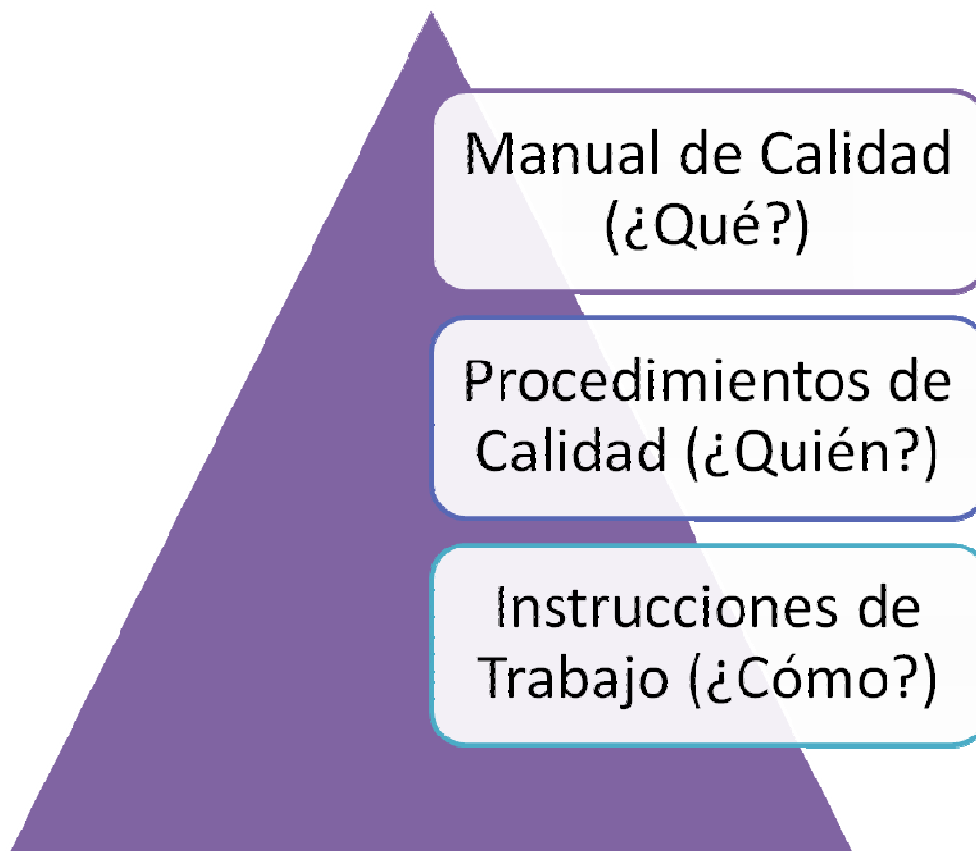 Manual de Calidad
(¿Qué?)
Procedimientos de
Calidad (¿Quién?)
Instrucciones de
Trabajo (¿Cómo?)